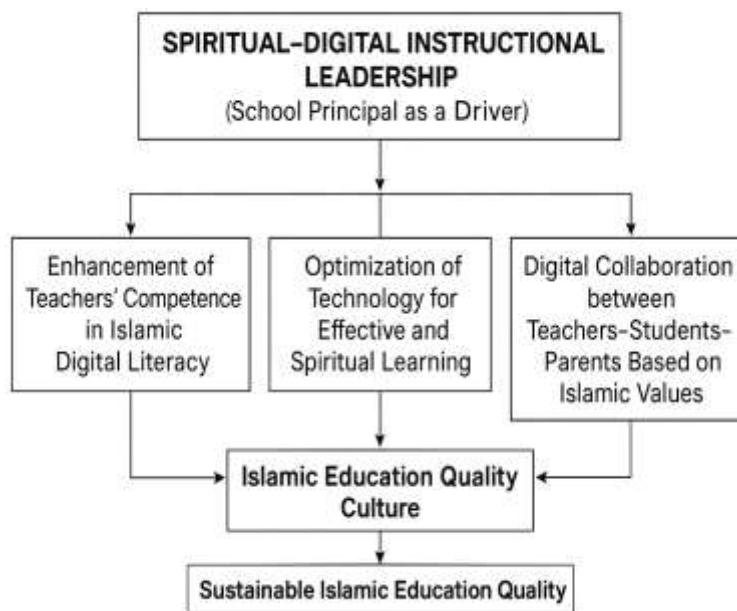 SPIRITUAL–DIGITAL INSTRUCTIONAL
LEADERSHIP
(School Principal as a Driver)
Enhancement of
Teachers' Competence
in Islamic
Digital Literacy
Optimization of
Technology for
Effective and
Spiritual Learning
Digital Collaboration
between
Teachers–Students–
Parents Based on
Islamic Values
Islamic Education Quality
Culture
Sustainable Islamic Education Quality